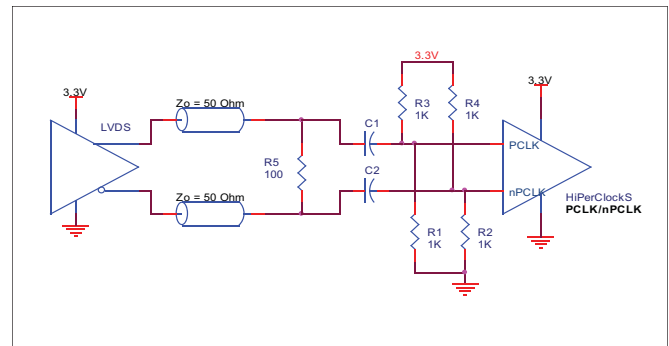 3.3V
3.3V
3.3V
Zo = 50 Ohm
LVDS
C1
R3
1K
R4
1K
PCLK
R5
100
C2
nPCLK
Zo = 50 Ohm
HiPerClockS
PCLK/nPCLK
R1
1K
R2
1K